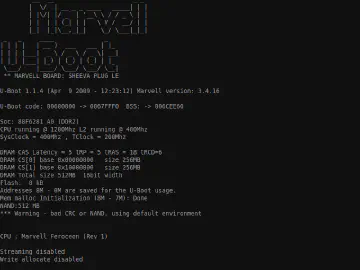 Marvell
U-Boot
** MARVELL BOARD: SHEEVA PLUG LE
U-Boot 1.1.4 (Apr 9 2009 - 12:23:12) Marvell version: 3.4.16
U-Boot code: 00600000 -> 0067FFF0 BSS: -> 006CEE60
Soc: 88F6281 A0 (DDR2)
CPU running @ 1200Mhz L2 running @ 400Mhz
SysClock = 400Mhz , TClock = 200Mhz
DRAM CAS Latency = 5 tRP = 5 tRAS = 18 tRCD=6
DRAM CS[0] base 0x00000000 size 256MB
DRAM CS[1] base 0x10000000 size 256MB
DRAM Total size 512MB 16bit width
Flash: 0 kB
Addresses 8M - 0M are saved for the U-Boot usage.
Mem malloc Initialization (8M - 7M): Done
NAND:512 MB
*** Warning - bad CRC or NAND, using default environment
CPU : Marvell Feroceon (Rev 1)
Streaming disabled
Write allocate disabled